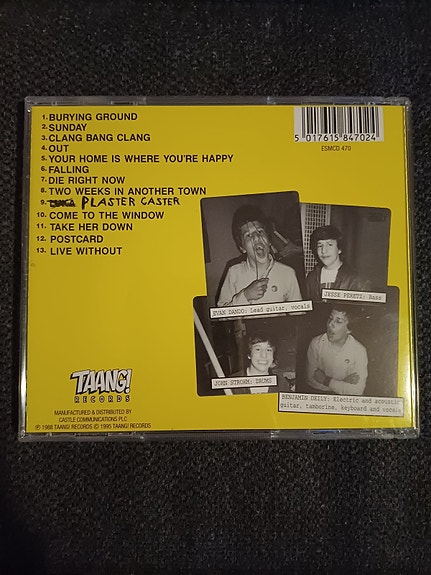 1. BURYING GROUND
2. SUNDAY
3. CLANG BANG CLANG
4. OUT
5. YOUR HOME IS WHERE YOU'RE HAPPY
6. FALLING
7. DIE RIGHT NOW
8. TWO WEEKS IN ANOTHER TOWN
9. PLASTER CASTER
10. COME TO THE WINDOW
11. TAKE HER DOWN
12. POSTCARD
13. LIVE WITHOUT
5 017615 847024
ESMCD 470
JESSE PERETZ: Bass
EVAN DANDO: Lead guitar, vocals
JOHN STROHM: DRUMS
BENJAMIN DEILY: Electric and acoustic
guitar, tamborine, keyboard and vocals
TAANG!
RECORDS
MANUFACTURED & DISTRIBUTED BY
CASTLE COMMUNICATIONS PLC
℗ 1988 TAANG! RECORDS © 1995 TAANG! RECORDS